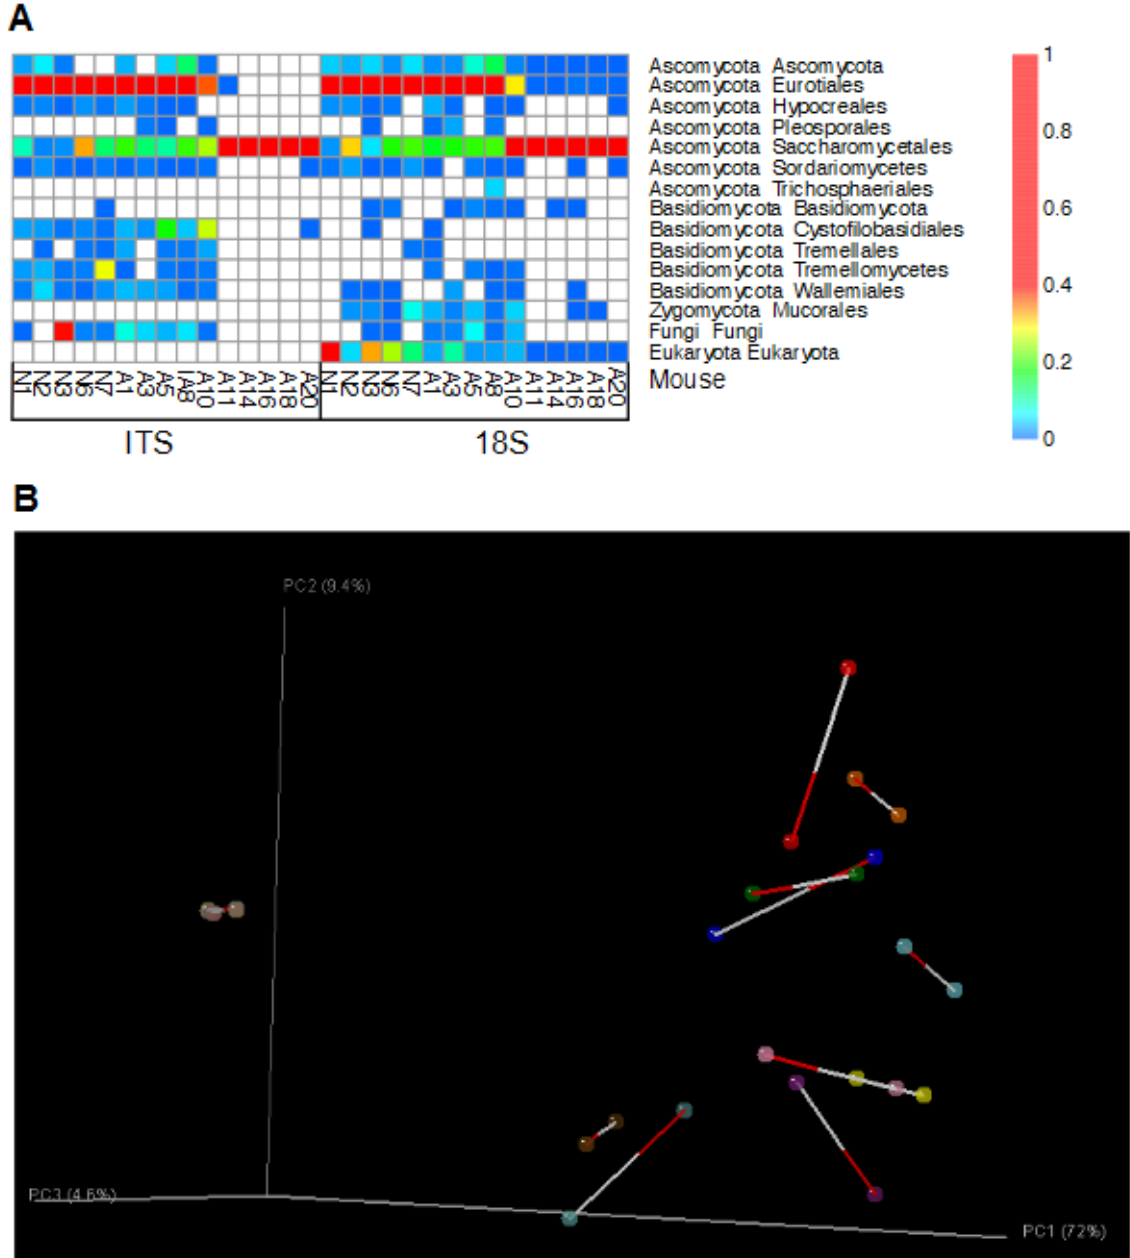 A
Ascomycota Ascomycota
Ascomycota Eurotiales
Ascomycota Hypocreales
Ascomycota Pleosporales
Ascomycota Saccharomycetales
Ascomycota Sordariomycetes
Ascomycota Trichosphaeriales
Basidiomycota Basidiomycota
Basidiomycota Cystofilobasidiales
Basidiomycota Tremellales
Basidiomycota Tremellomycetes
Basidiomycota Wallemiales
Zygomycota Mucorales
Fungi Fungi
Eukaryota Eukaryota
1
0.8
0.6
0.4
0.2
0
N1 N2 N3 N6 N7 A1 A3 A5 IA8 A10 A11 A14 A16 A18 A20 N1 N2 N3 N6 N7 A1 A3 A5 A8 A10 A11 A14 A16 A18 A20 Mouse
ITS 18S
B
PC2 (9.4%)
PC3 (4.6%)
PC1 (72%)